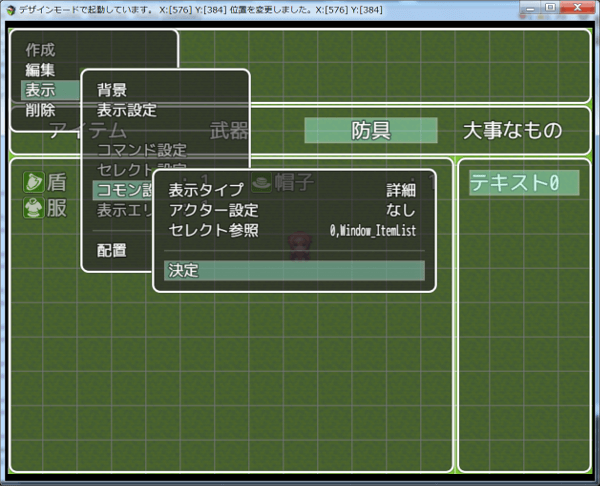 デザインモードで起動しています。 X:[576] Y:[384] 位置を変更しました。X:[576] Y:[384]
作成
編集
表示
削除
背景
表示設定
コマンド設定
セレクト設定
コモン設
表示エリ
配置
アイテム 武器 防具 大事なもの
盾 : 1 帽子 : 1
服
表示タイプ 詳細
アクター設定 なし
セレクト参照 0,Window_ItemList
決定
テキスト0